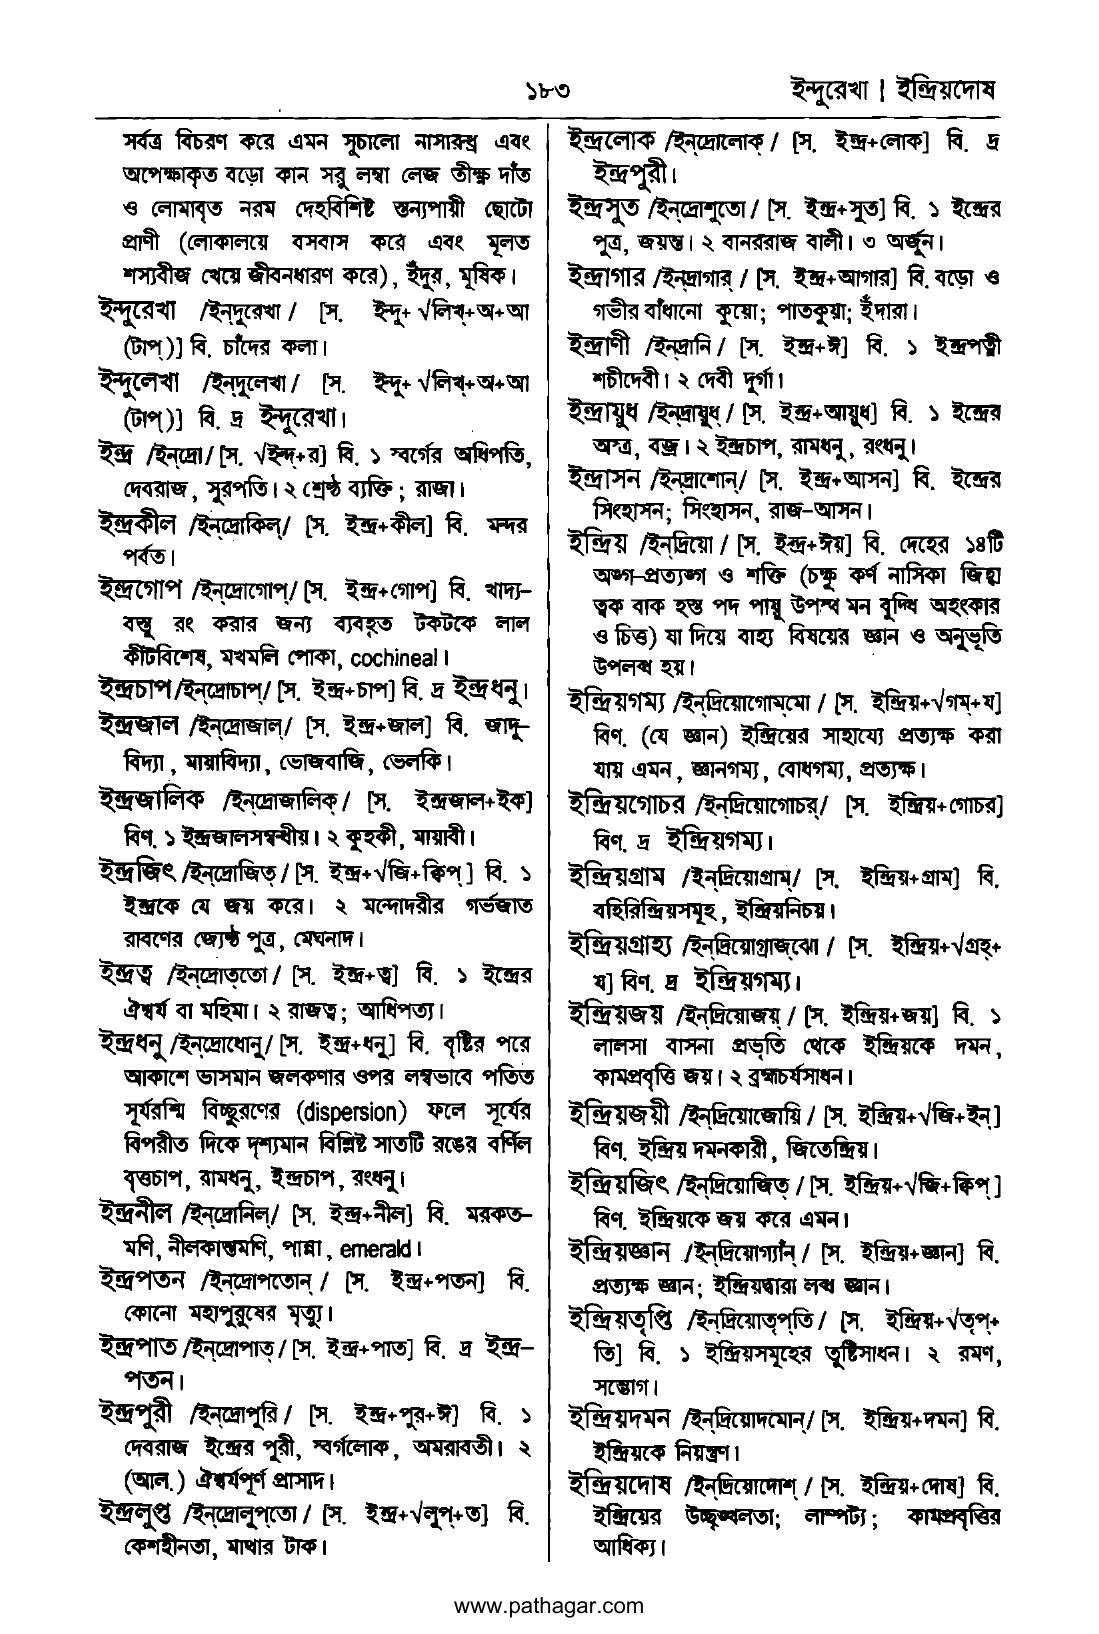 ১৮৩
ইন্দুরেখা | ইন্দ্রিয়দোষ
সর্বত্র বিচরণ করে এমন সুচালো নাসারন্ধ্র এবং
অপেক্ষাকৃত বড়ো কান সরু লম্বা লেজ তীক্ষ্ণ দাঁত
ও লোমাবৃত নরম দেহবিশিষ্ট স্তন্যপায়ী ছোটো
প্রাণী (লোকালয়ে বসবাস করে এবং মূলত
শস্যবীজ খেয়ে জীবনধারণ করে), ইঁদুর, মূষিক।
ইন্দুরেখা /ইন্‌দুরেখা/ [স. ইন্দু+√লিখ্+অ+আ
(টাপ্)] বি. চাঁদের কলা।
ইন্দুলেখা /ইন্‌দুলেখা/ [স. ইন্দু+√লিখ্+অ+আ
(টাপ্)] বি. দ্র ইন্দুরেখা।
ইন্দ্র /ইন্‌দ্রো/ [স. √ইন্দ্+র] বি. ১ স্বর্গের অধিপতি,
দেবরাজ, সুরপতি। ২ শ্রেষ্ঠ ব্যক্তি; রাজা।
ইন্দ্রকীল /ইন্‌দ্রোকিল্/ [স. ইন্দ্র+কীল] বি. মন্দর
পর্বত।
ইন্দ্রগোপ /ইন্‌দ্রোগোপ্/ [স. ইন্দ্র+গোপ] বি. খাদ্য-
বস্তু রং করার জন্য ব্যবহৃত টকটকে লাল
কীটবিশেষ, মখমলি পোকা, cochineal।
ইন্দ্রচাপ /ইন্‌দ্রোচাপ্/ [স. ইন্দ্র+চাপ] বি. দ্র ইন্দ্রধনু।
ইন্দ্রজাল /ইন্‌দ্রোজাল্/ [স. ইন্দ্র+জাল] বি. জাদু-
বিদ্যা, মায়াবিদ্যা, ভোজবাজি, ভেলকি।
ইন্দ্রজালিক /ইন্‌দ্রোজালিক্/ [স. ইন্দ্রজাল+ইক]
বিণ. ১ ইন্দ্রজালসম্বন্ধীয়। ২ কুহকী, মায়াবী।
ইন্দ্রজিৎ /ইন্‌দ্রোজিত্/ [স. ইন্দ্র+√জি+ক্বিপ্] বি. ১
ইন্দ্রকে যে জয় করে। ২ মন্দোদরীর গর্ভজাত
রাবণের জ্যেষ্ঠ পুত্র, মেঘনাদ।
ইন্দ্রত্ব /ইন্‌দ্রোত্‌তো/ [স. ইন্দ্র+ত্ব] বি. ১ ইন্দ্রের
ঐশ্বর্য বা মহিমা। ২ রাজত্ব; আধিপত্য।
ইন্দ্রধনু /ইন্‌দ্রোধোনু/ [স. ইন্দ্র+ধনু] বি. বৃষ্টির পরে
আকাশে ভাসমান জলকণার ওপর লম্বভাবে পতিত
সূর্যরশ্মি বিচ্ছুরণের (dispersion) ফলে সূর্যের
বিপরীত দিকে দৃশ্যমান বিশ্লিষ্ট সাতটি রঙের বর্ণিল
বৃত্তচাপ, রামধনু, ইন্দ্রচাপ, রংধনু।
ইন্দ্রনীল /ইন্‌দ্রোনিল্/ [স. ইন্দ্র+নীল] বি. মরকত-
মণি, নীলকান্তমণি, পান্না, emerald।
ইন্দ্রপতন /ইন্‌দ্রোপতোন্/ [স. ইন্দ্র+পতন] বি.
কোনো মহাপুরুষের মৃত্যু।
ইন্দ্রপাত /ইন্‌দ্রোপাত্/ [স. ইন্দ্র+পাত] বি. দ্র ইন্দ্র-
পতন।
ইন্দ্রপুরী /ইন্‌দ্রোপুরি/ [স. ইন্দ্র+পুর+ঈ] বি. ১
দেবরাজ ইন্দ্রের পুরী, স্বর্গলোক, অমরাবতী। ২
(আল.) ঐশ্বর্যপূর্ণ প্রাসাদ।
ইন্দ্রলুপ্ত /ইন্‌দ্রোলুপ্‌তো/ [স. ইন্দ্র+√লুপ্+ত] বি.
কেশহীনতা, মাথার টাক।
ইন্দ্রলোক /ইন্‌দ্রোলোক্/ [স. ইন্দ্র+লোক] বি. দ্র
ইন্দ্রপুরী।
ইন্দ্রসুত /ইন্‌দ্রোশুতো/ [স. ইন্দ্র+সুত] বি. ১ ইন্দ্রের
পুত্র, জয়ন্ত। ২ বানররাজ বালী। ৩ অর্জুন।
ইন্দ্রাগার /ইন্‌দ্রাগার্/ [স. ইন্দ্র+আগার] বি. বড়ো ও
গভীর বাঁধানো কুয়ো; পাতকুয়া; ইঁদারা।
ইন্দ্রাণী /ইন্‌দ্রানি/ [স. ইন্দ্র+ঈ] বি. ১ ইন্দ্রপত্নী
শচীদেবী। ২ দেবী দুর্গা।
ইন্দ্রায়ুধ /ইন্‌দ্রায়ুধ্/ [স. ইন্দ্র+আয়ুধ] বি. ১ ইন্দ্রের
অস্ত্র, বজ্র। ২ ইন্দ্রচাপ, রামধনু, রংধনু।
ইন্দ্রাসন /ইন্‌দ্রাশোন্/ [স. ইন্দ্র+আসন] বি. ইন্দ্রের
সিংহাসন; সিংহাসন, রাজ-আসন।
ইন্দ্রিয় /ইন্‌দ্রিয়ো/ [স. ইন্দ্র+ঈয়] বি. দেহের ১৪টি
অঙ্গ-প্রত্যঙ্গ ও শক্তি (চক্ষু কর্ণ নাসিকা জিহ্বা
ত্বক বাক হস্ত পদ পায়ু উপস্থ মন বুদ্ধি অহংকার
ও চিত্ত) যা দিয়ে বাহ্য বিষয়ের জ্ঞান ও অনুভূতি
উপলব্ধ হয়।
ইন্দ্রিয়গম্য /ইন্‌দ্রিয়োগোম্‌মো/ [স. ইন্দ্রিয়+√গম্+য]
বিণ. (যে জ্ঞান) ইন্দ্রিয়ের সাহায্যে প্রত্যক্ষ করা
যায় এমন, জ্ঞানগম্য, বোধগম্য, প্রত্যক্ষ।
ইন্দ্রিয়গোচর /ইন্‌দ্রিয়োগোচর্/ [স. ইন্দ্রিয়+গোচর]
বিণ. দ্র ইন্দ্রিয়গম্য।
ইন্দ্রিয়গ্রাম /ইন্‌দ্রিয়োগ্রাম্/ [স. ইন্দ্রিয়+গ্রাম] বি.
বহিরিন্দ্রিয়সমূহ, ইন্দ্রিয়নিচয়।
ইন্দ্রিয়গ্রাহ্য /ইন্‌দ্রিয়োগ্রাজ্‌ঝো/ [স. ইন্দ্রিয়+√গ্রহ্+
য] বিণ. দ্র ইন্দ্রিয়গম্য।
ইন্দ্রিয়জয় /ইন্‌দ্রিয়োজয়্/ [স. ইন্দ্রিয়+জয়] বি. ১
লালসা বাসনা প্রভৃতি থেকে ইন্দ্রিয়কে দমন,
কামপ্রবৃত্তি জয়। ২ ব্রহ্মচর্যসাধন।
ইন্দ্রিয়জয়ী /ইন্‌দ্রিয়োজোয়ি/ [স. ইন্দ্রিয়+√জি+ইন্]
বিণ. ইন্দ্রিয় দমনকারী, জিতেন্দ্রিয়।
ইন্দ্রিয়জিৎ /ইন্‌দ্রিয়োজিত্/ [স. ইন্দ্রিয়+√জি+ক্বিপ্]
বিণ. ইন্দ্রিয়কে জয় করে এমন।
ইন্দ্রিয়জ্ঞান /ইন্‌দ্রিয়োগ্যাঁন্/ [স. ইন্দ্রিয়+জ্ঞান] বি.
প্রত্যক্ষ জ্ঞান; ইন্দ্রিয়দ্বারা লব্ধ জ্ঞান।
ইন্দ্রিয়তৃপ্তি /ইন্‌দ্রিয়োতৃপ্‌তি/ [স. ইন্দ্রিয়+√তৃপ্+
তি] বি. ১ ইন্দ্রিয়সমূহের তুষ্টিসাধন। ২ রমণ,
সম্ভোগ।
ইন্দ্রিয়দমন /ইন্‌দ্রিয়োদমোন্/ [স. ইন্দ্রিয়+দমন] বি.
ইন্দ্রিয়কে নিয়ন্ত্রণ।
ইন্দ্রিয়দোষ /ইন্‌দ্রিয়োদোশ্/ [স. ইন্দ্রিয়+দোষ] বি.
ইন্দ্রিয়ের উচ্ছৃঙ্খলতা; লাম্পট্য; কামপ্রবৃত্তির
আধিক্য।
www.pathagar.com